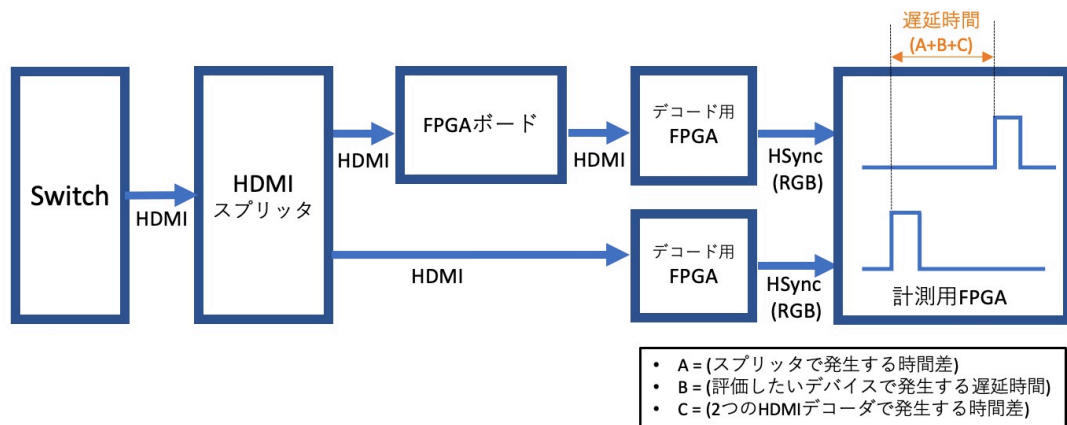 遅延時間
(A+B+C)
Switch
HDMI
HDMI
スプリッタ
HDMI
FPGAボード
HDMI
デコード用
FPGA
HSync
(RGB)
HDMI
デコード用
FPGA
HSync
(RGB)
計測用FPGA
• A = (スプリッタで発生する時間差)
• B = (評価したいデバイスで発生する遅延時間)
• C = (2つのHDMIデコーダで発生する時間差)